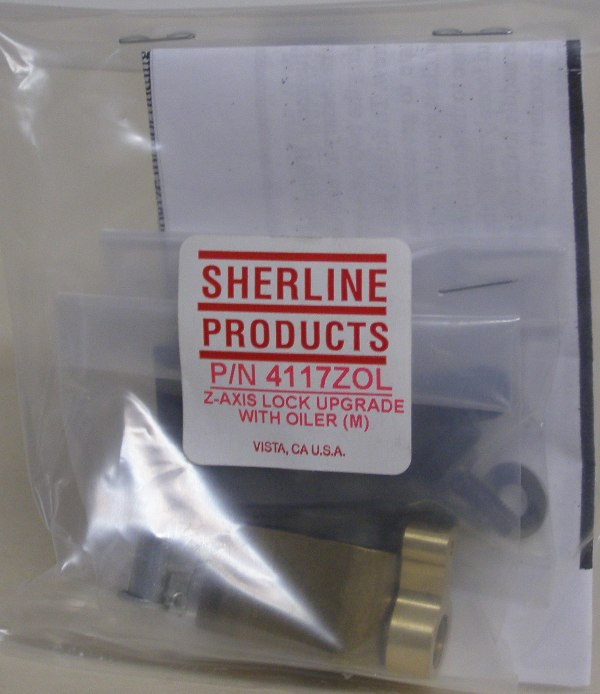 SHERLINE
PRODUCTS
P/N 4117ZOL
Z-AXIS LOCK UPGRADE
WITH OILER (M)
VISTA, CA U.S.A.